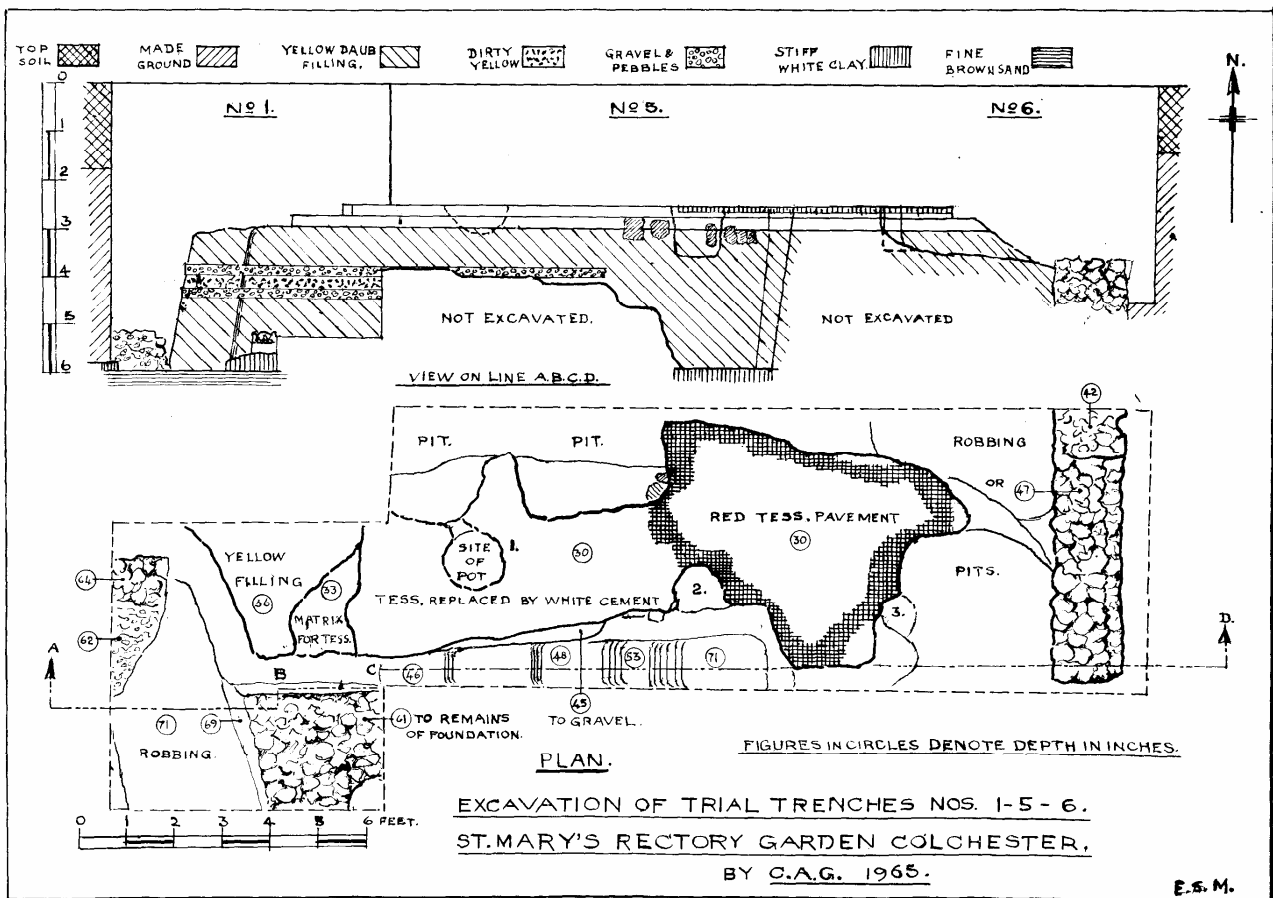 TOP SOIL
MADE GROUND
YELLOW DAUB FILLING.
DIRTY YELLOW
GRAVEL & PEBBLES
STIFF WHITE CLAY.
FINE BROWN SAND
N.
0
1
2
3
4
5
6
No 1.
No 5.
No 6.
NOT EXCAVATED.
NOT EXCAVATED
VIEW ON LINE A.B.C.D.
PIT.
PIT.
ROBBING
OR
PITS.
42
47
RED TESS. PAVEMENT
30
SITE OF POT
1.
30
YELLOW FILLING
33
MATRIX FOR TESS.
TESS. REPLACED BY WHITE CEMENT
2.
3.
64
62
A
B
C
D.
46
48
53
71
45
TO GRAVEL.
71
ROBBING.
69
41 TO REMAINS
OF FOUNDATION.
PLAN.
FIGURES IN CIRCLES DENOTE DEPTH IN INCHES.
0 1 2 3 4 5 6 FEET.
EXCAVATION OF TRIAL TRENCHES NOS. 1-5-6.
ST. MARY'S RECTORY GARDEN COLCHESTER,
BY C.A.G. 1965.
E.S.M.